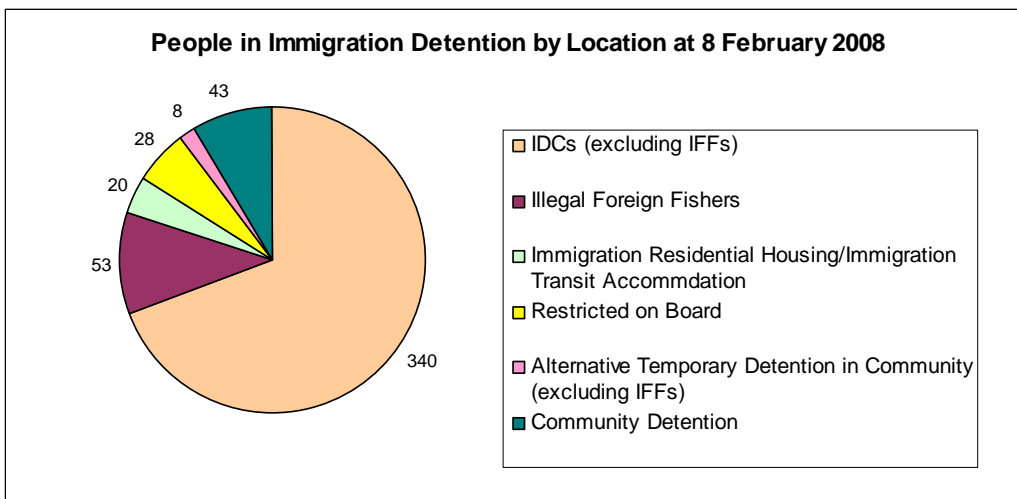 People in Immigration Detention by Location at 8 February 2008
43
8
28
20
53
340
IDCs (excluding IFFs)
Illegal Foreign Fishers
Immigration Residential Housing/Immigration
Transit Accommdation
Restricted on Board
Alternative Temporary Detention in Community
(excluding IFFs)
Community Detention